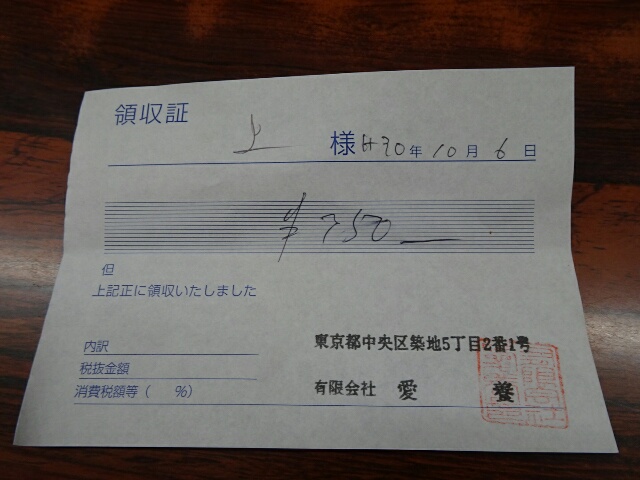 領収証
上 様 H30年10月6日
¥750
但
上記正に領収いたしました
内訳
税抜金額
消費税額等( %)
東京都中央区築地5丁目2番1号
有限会社 愛養